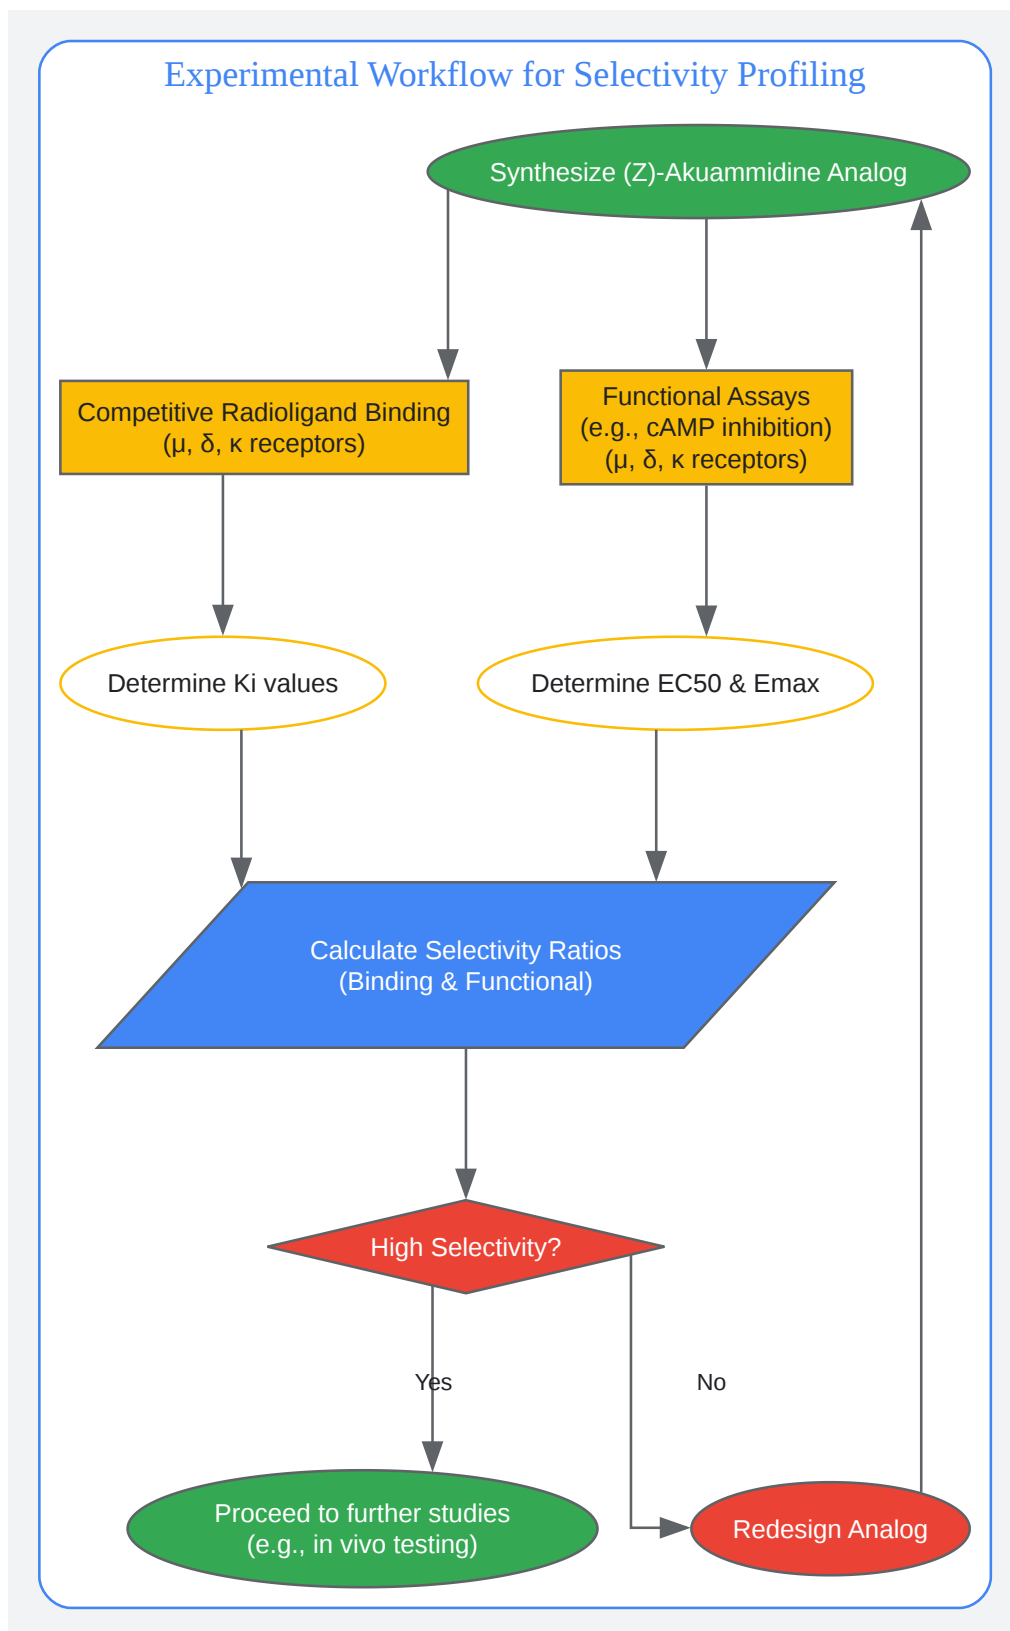 Experimental Workflow for Selectivity Profiling
Synthesize (Z)-Akuammidine Analog
Competitive Radioligand Binding
(μ, δ, κ receptors)
Functional Assays
(e.g., cAMP inhibition)
(μ, δ, κ receptors)
Determine Ki values
Determine EC50 & Emax
Calculate Selectivity Ratios
(Binding & Functional)
High Selectivity?
Yes
No
Proceed to further studies
(e.g., in vivo testing)
Redesign Analog